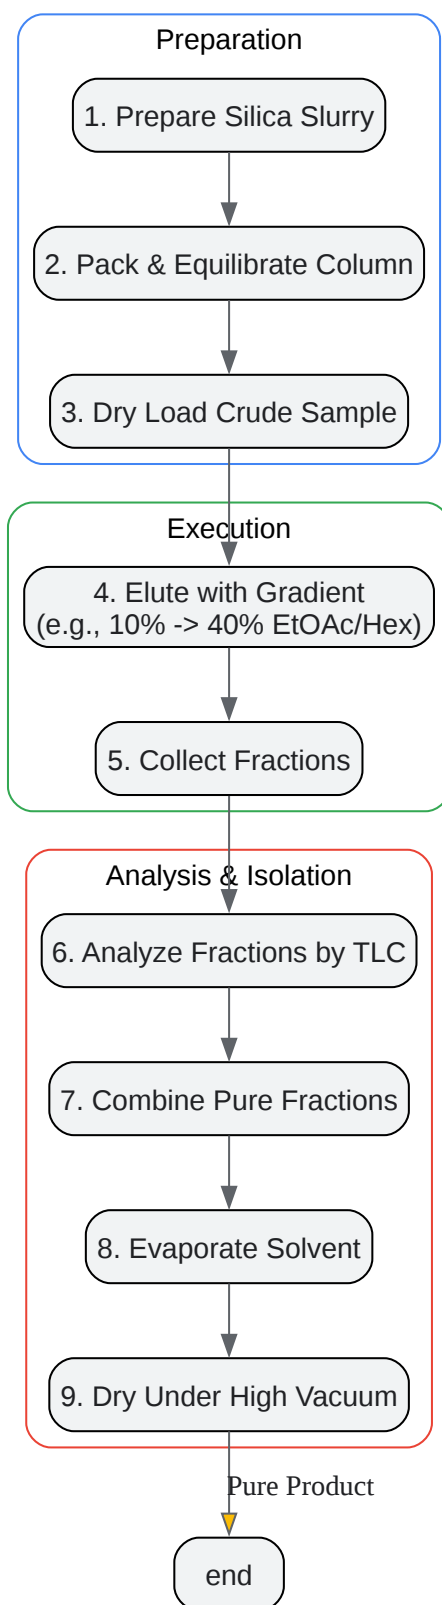 Preparation
1. Prepare Silica Slurry
2. Pack & Equilibrate Column
3. Dry Load Crude Sample
Execution
4. Elute with Gradient
(e.g., 10% -> 40% EtOAc/Hex)
5. Collect Fractions
Analysis & Isolation
6. Analyze Fractions by TLC
7. Combine Pure Fractions
8. Evaporate Solvent
9. Dry Under High Vacuum
Pure Product
end